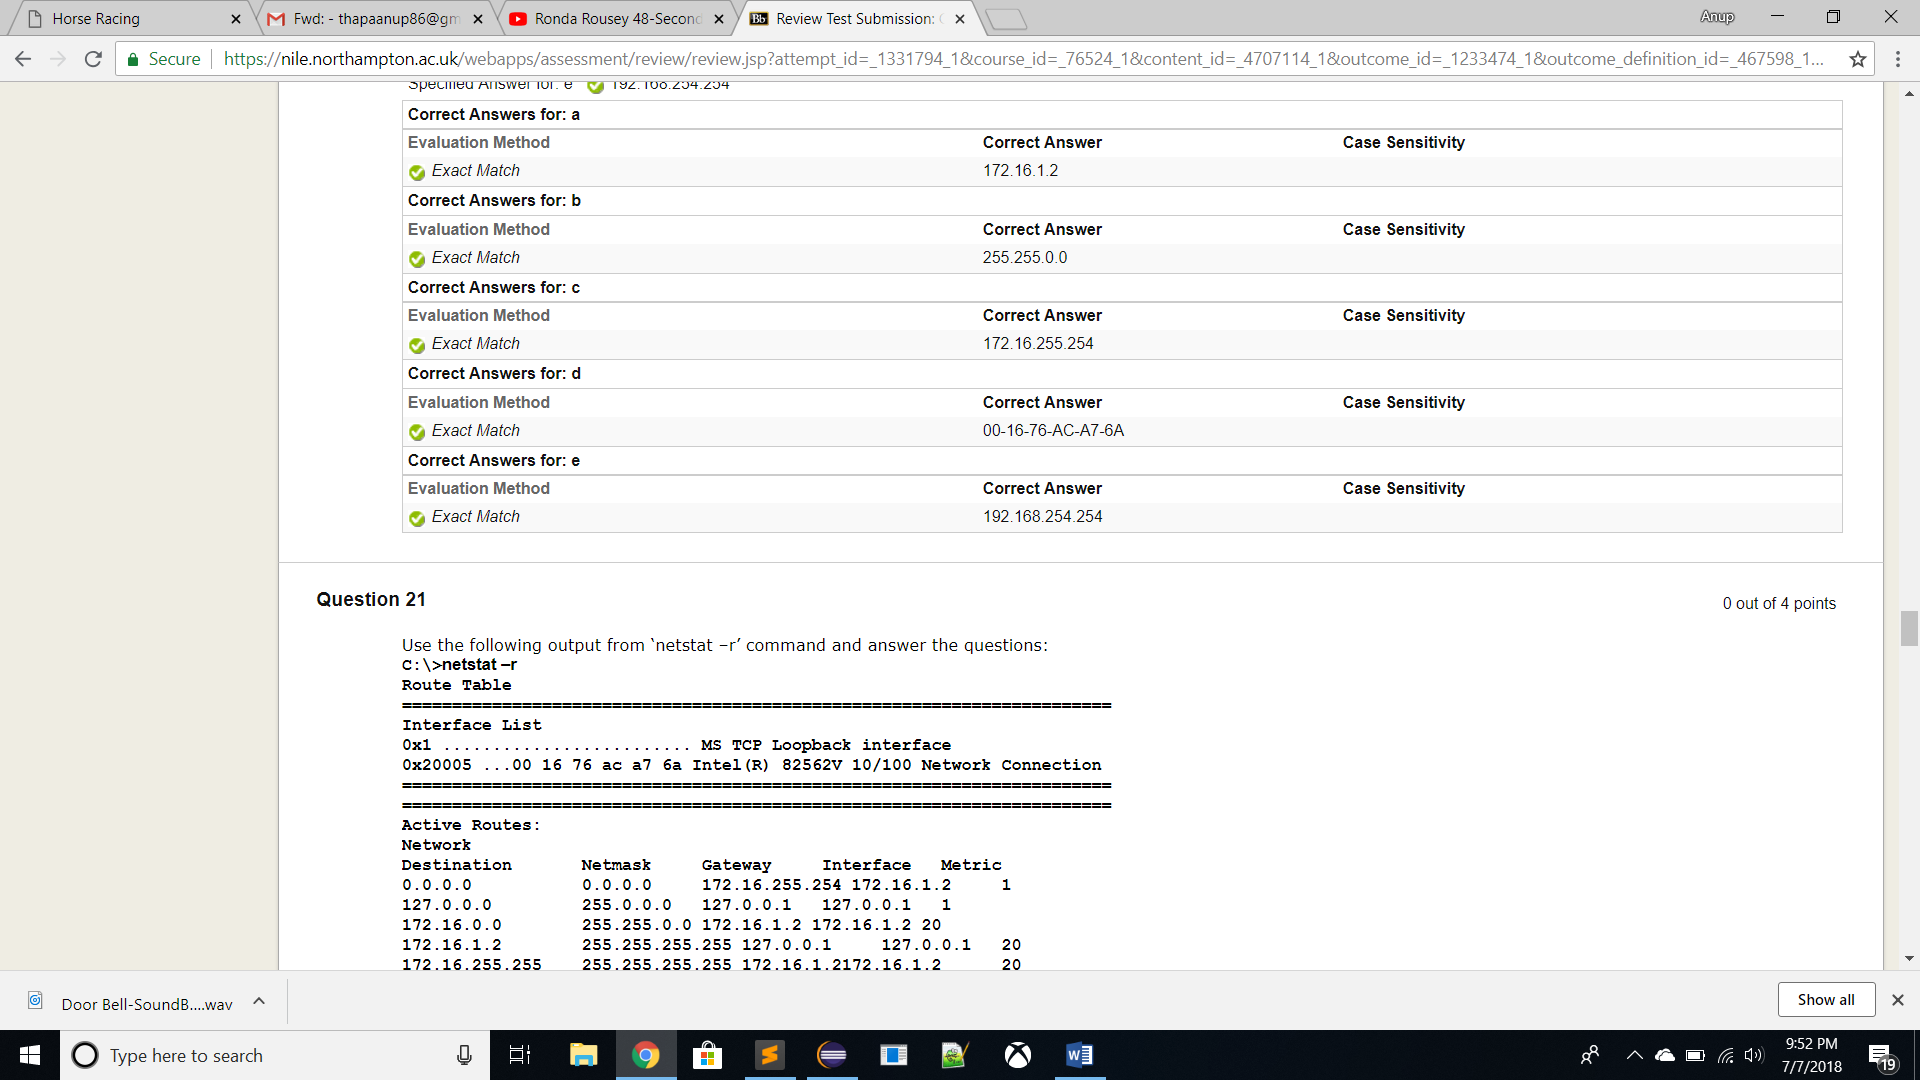 Horse Racing
Fwd: - thapaanup86@gm
Ronda Rousey 48-Second
Bb Review Test Submission:
Anup
Secure https://nile.northampton.ac.uk/webapps/assessment/review/review.jsp?attempt_id=_1331794_1&course_id=_76524_1&content_id=_4707114_1&outcome_id=_1233474_1&outcome_definition_id=_467598_1...
Specified Answer for: e 192.168.254.254
Correct Answers for: a
Evaluation Method Correct Answer Case Sensitivity
Exact Match 172.16.1.2
Correct Answers for: b
Evaluation Method Correct Answer Case Sensitivity
Exact Match 255.255.0.0
Correct Answers for: c
Evaluation Method Correct Answer Case Sensitivity
Exact Match 172.16.255.254
Correct Answers for: d
Evaluation Method Correct Answer Case Sensitivity
Exact Match 00-16-76-AC-A7-6A
Correct Answers for: e
Evaluation Method Correct Answer Case Sensitivity
Exact Match 192.168.254.254
Question 21
0 out of 4 points
Use the following output from ‘netstat –r’ command and answer the questions:
C:\>netstat –r
Route Table
=======================================================================
Interface List
0x1 ......................... MS TCP Loopback interface
0x20005 ...00 16 76 ac a7 6a Intel(R) 82562V 10/100 Network Connection
=======================================================================
=======================================================================
Active Routes:
Network
Destination Netmask Gateway Interface Metric
0.0.0.0 0.0.0.0 172.16.255.254 172.16.1.2 1
127.0.0.0 255.0.0.0 127.0.0.1 127.0.0.1 1
172.16.0.0 255.255.0.0 172.16.1.2 172.16.1.2 20
172.16.1.2 255.255.255.255 127.0.0.1 127.0.0.1 20
172.16.255.255 255.255.255.255 172.16.1.2172.16.1.2 20
Door Bell-SoundB....wav
Show all
Type here to search
9:52 PM
7/7/2018
19